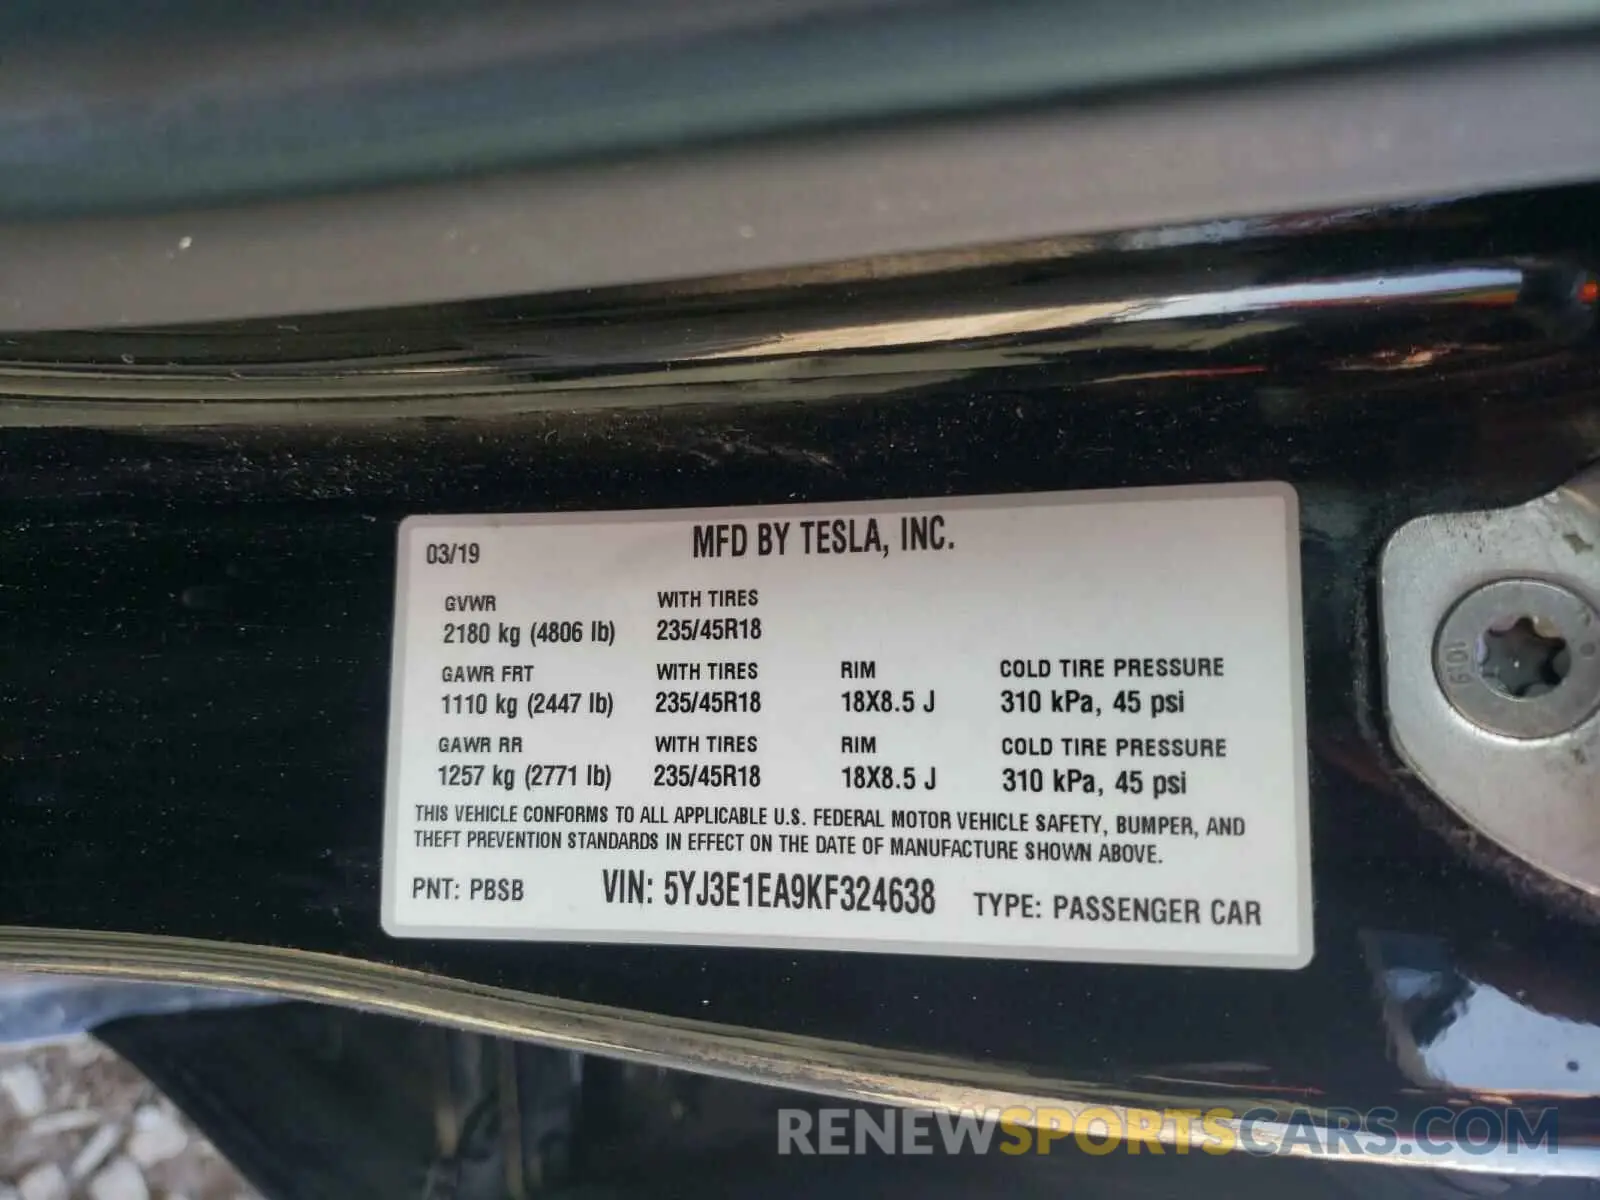 MFD BY TESLA, INC.
03/19
GVWR WITH TIRES
2180 kg (4806 lb) 235/45R18
GAWR FRT WITH TIRES RIM COLD TIRE PRESSURE
1110 kg (2447 lb) 235/45R18 18X8.5 J 310 kPa, 45 psi
GAWR RR WITH TIRES RIM COLD TIRE PRESSURE
1257 kg (2771 lb) 235/45R18 18X8.5 J 310 kPa, 45 psi
THIS VEHICLE CONFORMS TO ALL APPLICABLE U.S. FEDERAL MOTOR VEHICLE SAFETY, BUMPER, AND
THEFT PREVENTION STANDARDS IN EFFECT ON THE DATE OF MANUFACTURE SHOWN ABOVE.
PNT: PBSB VIN: 5YJ3E1EA9KF324638 TYPE: PASSENGER CAR
RENEWSPORTSCARS.COM